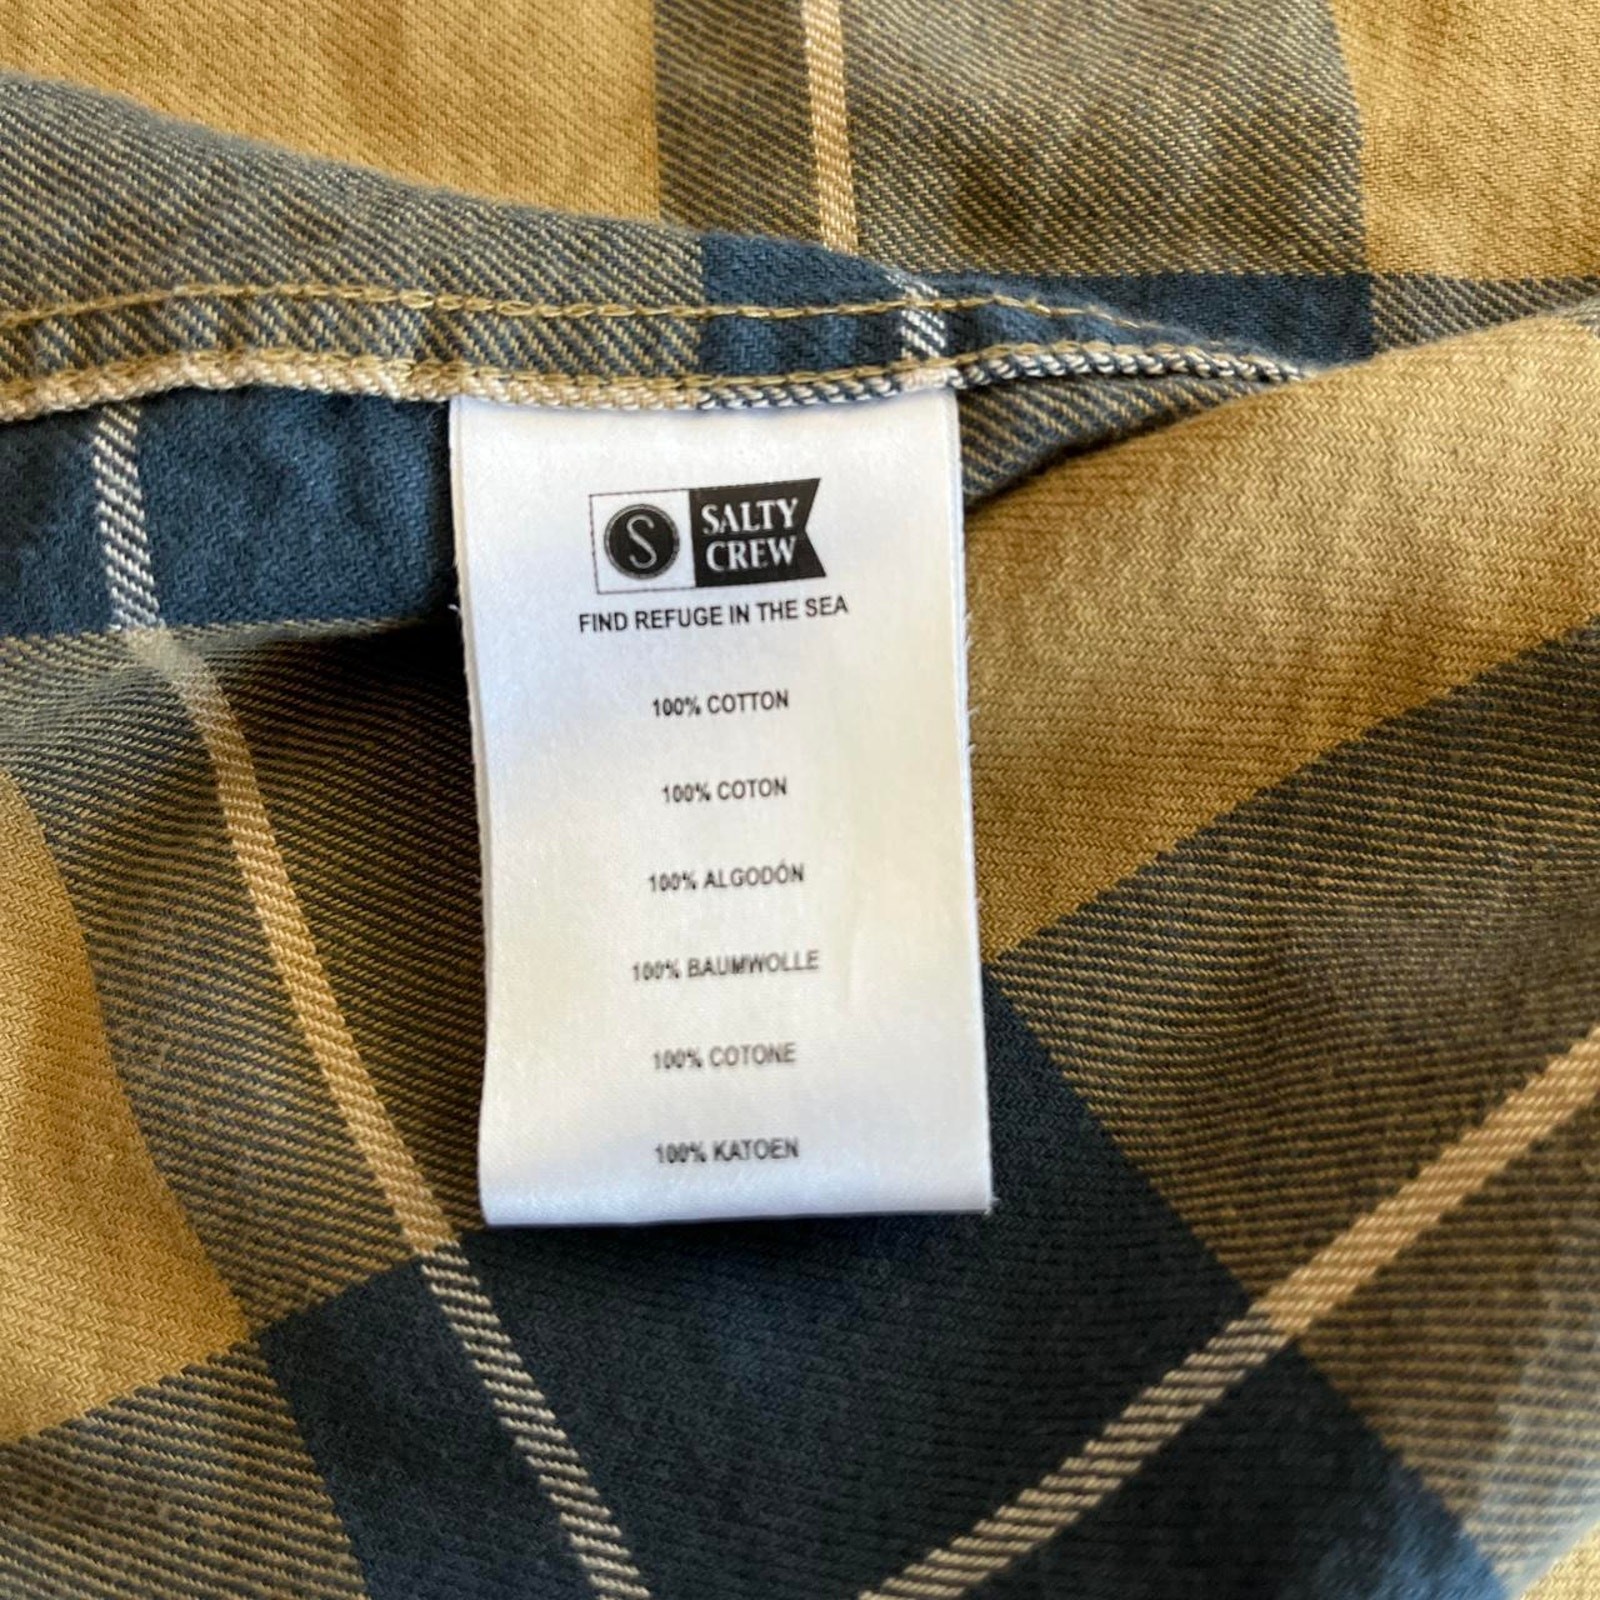 S
SALTY
CREW
FIND REFUGE IN THE SEA
100% COTTON
100% COTON
100% ALGODÓN
100% BAUMWOLLE
100% COTONE
100% KATOEN